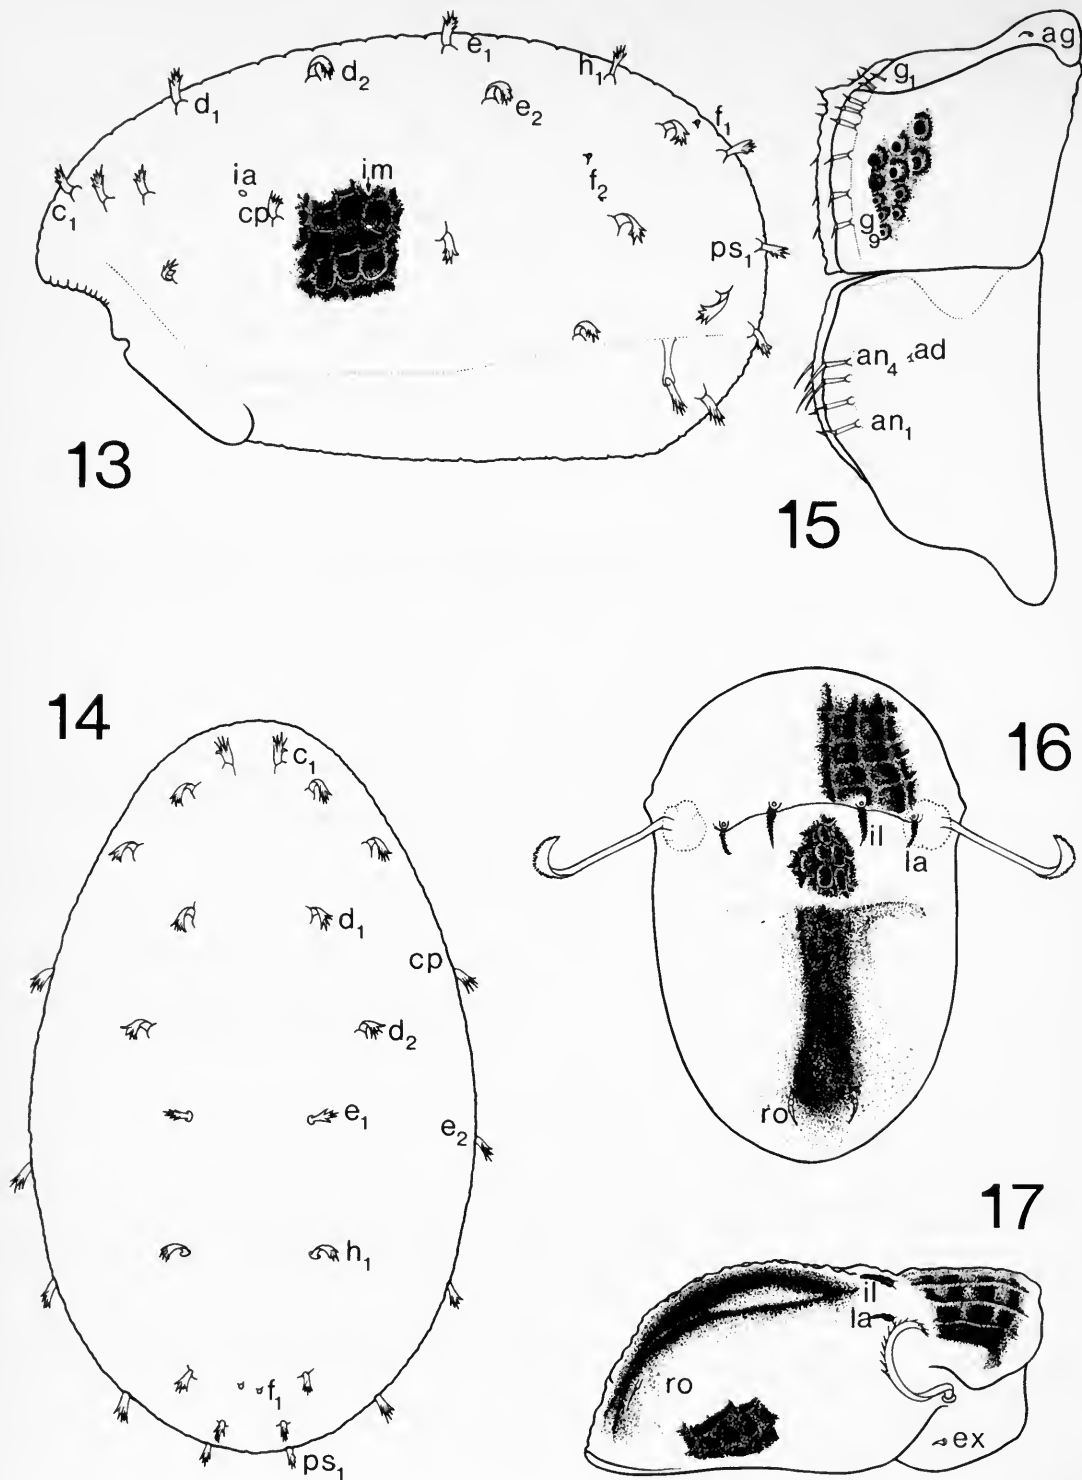 e₁
h₁
d₂
d₁
e₂
f₁
ia
im
c₁
cp
f₂
ps₁
13
ag
g₁
g₉
an₄
ad
an₁
15
14
c₁
d₁
cp
d₂
e₁
e₂
h₁
f₁
ps₁
16
il
la
ro
17
il
la
ro
ex